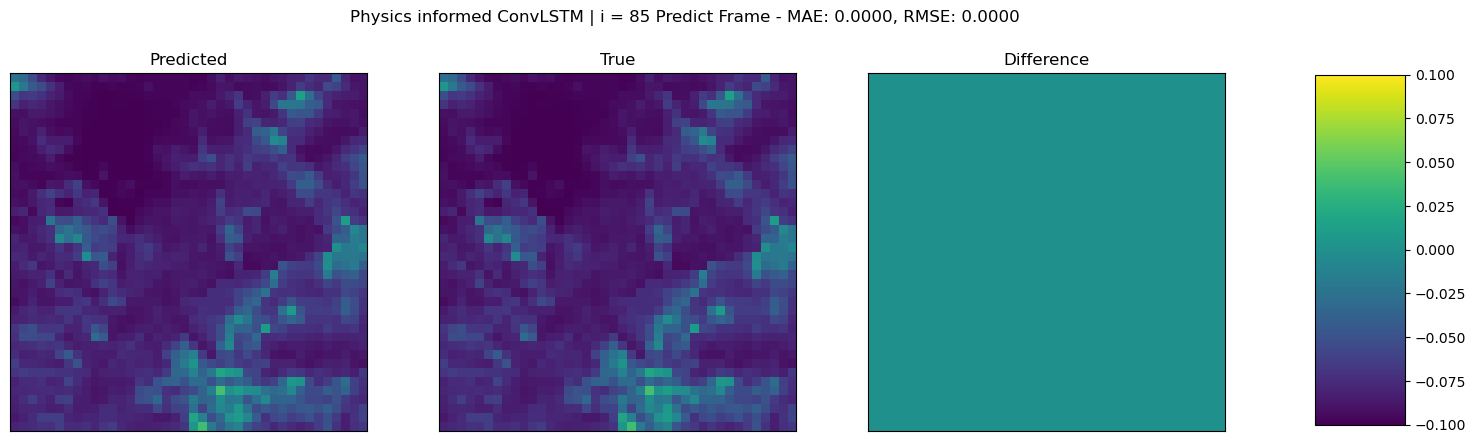 Physics informed ConvLSTM | i = 85 Predict Frame - MAE: 0.0000, RMSE: 0.0000
Predicted
True
Difference
0.100
0.075
0.050
0.025
0.000
−0.025
−0.050
−0.075
−0.100